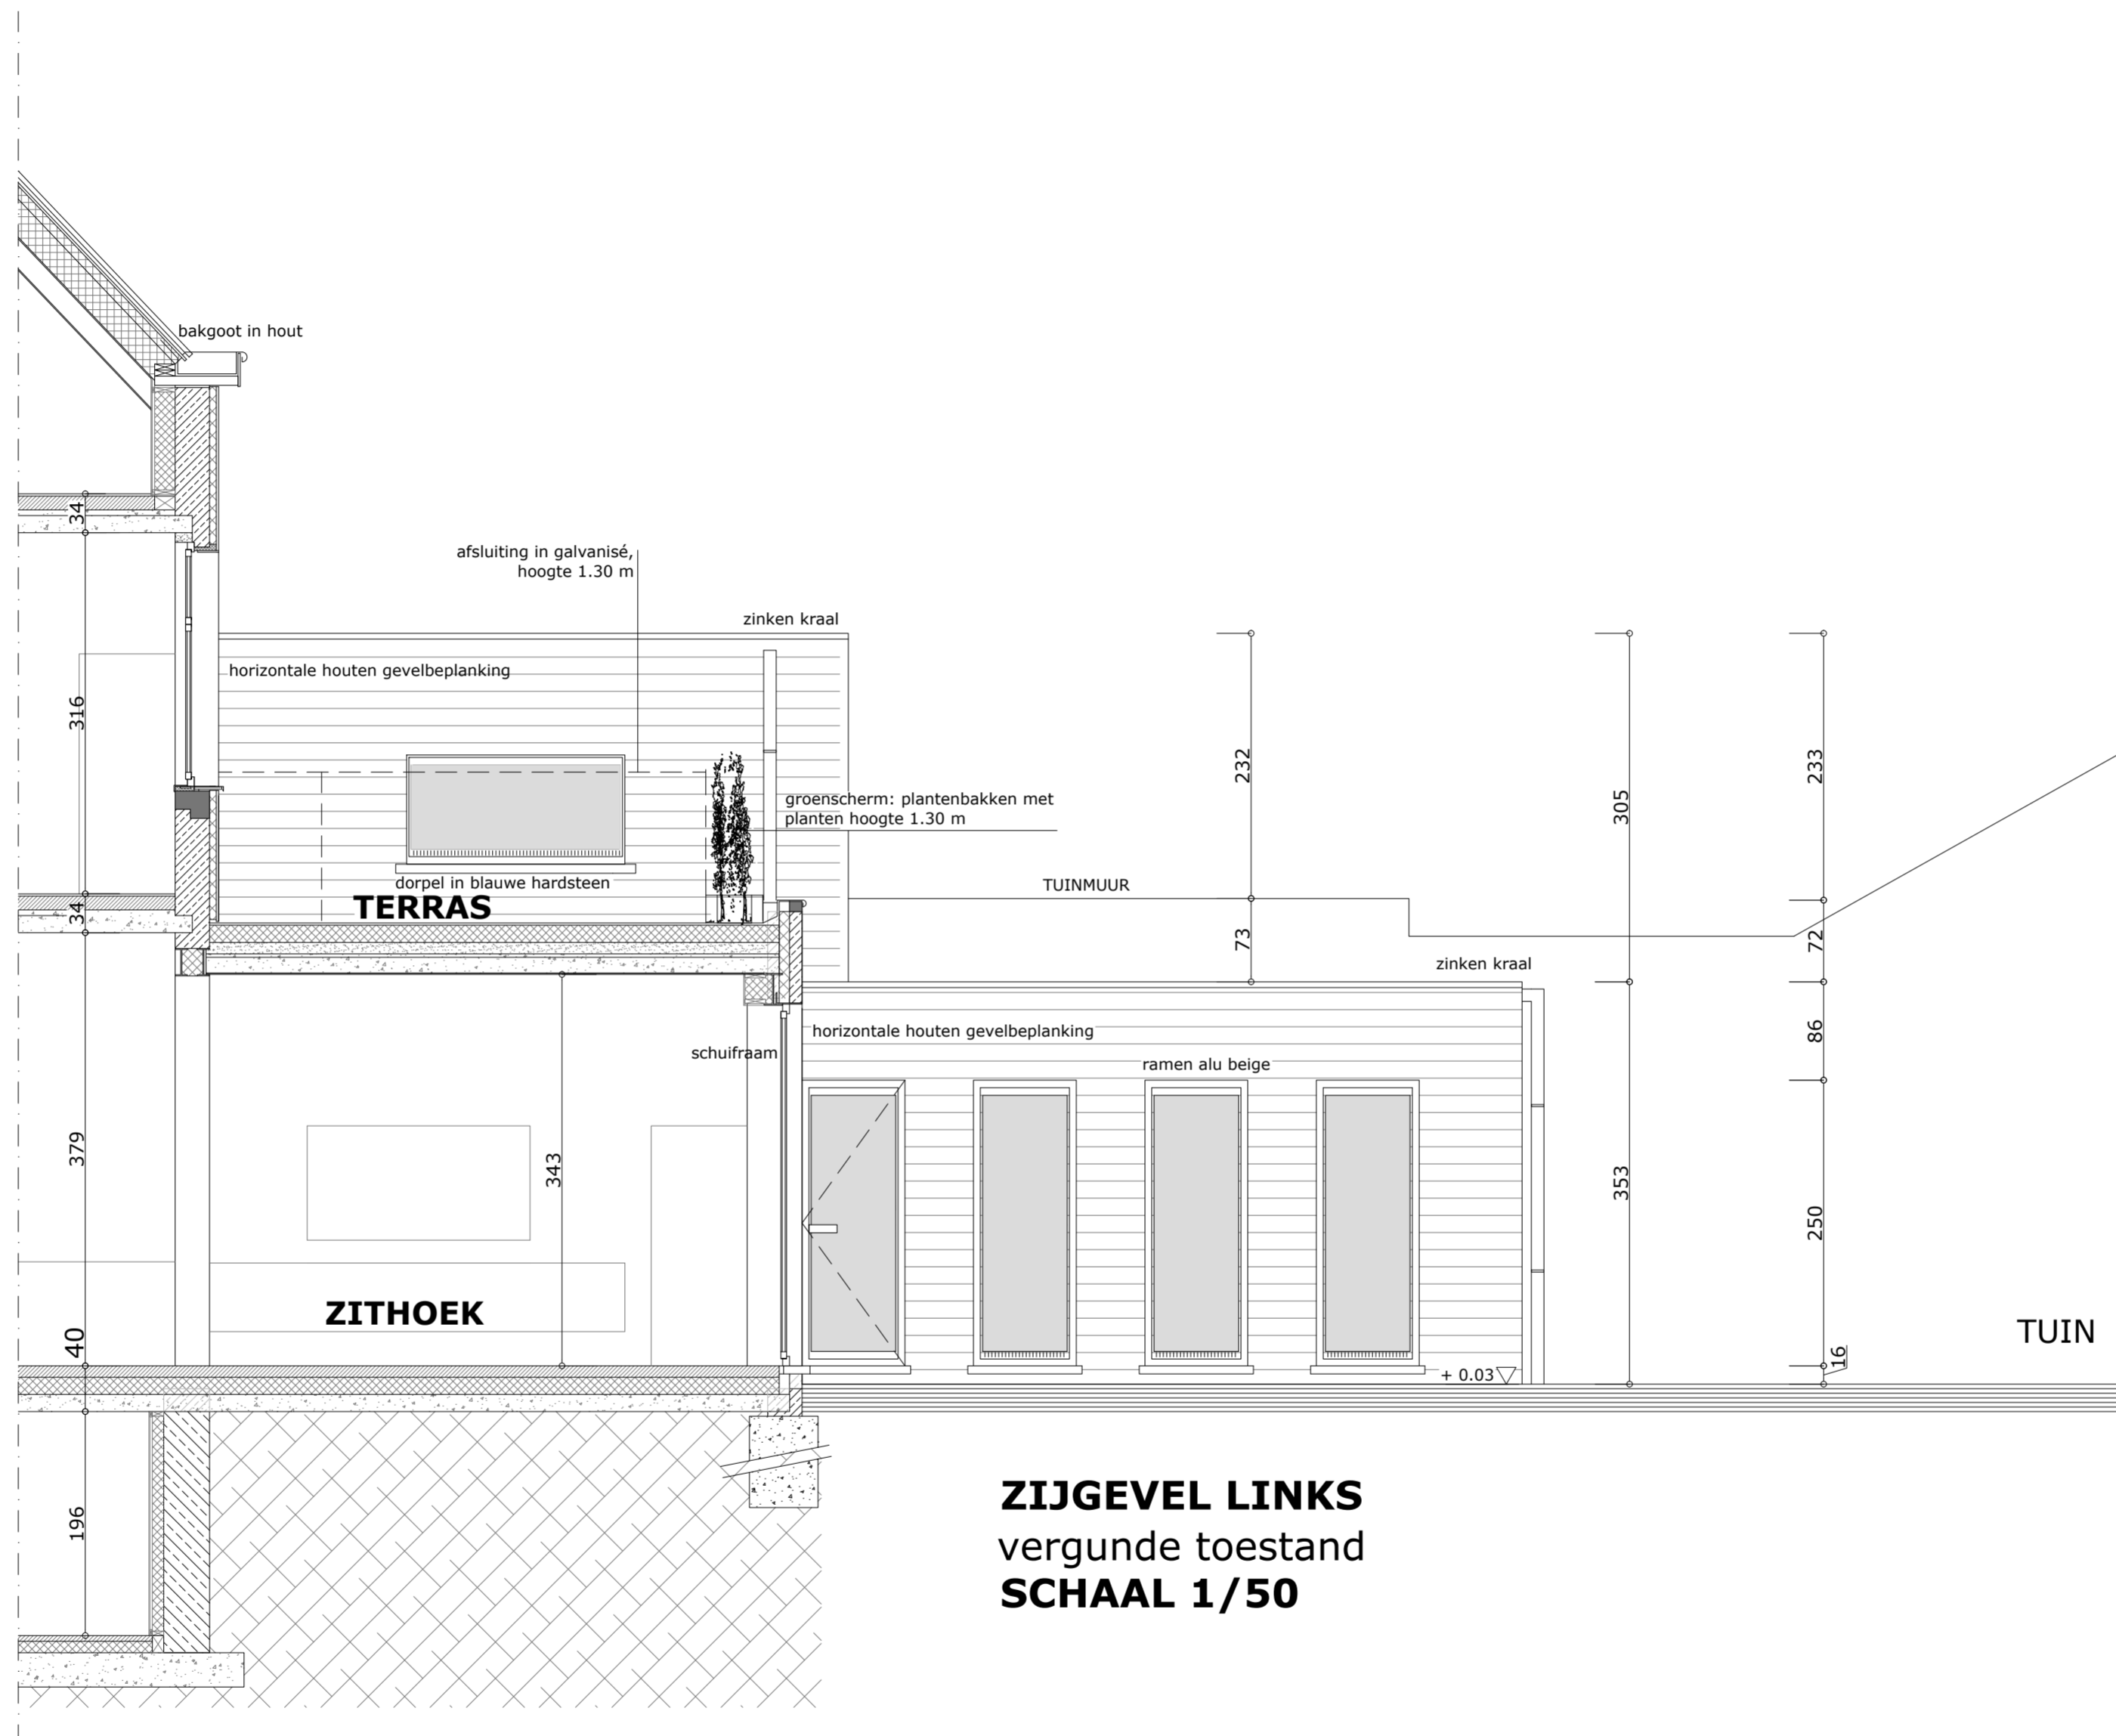 bakgoot in hout
34
afsluiting in galvanisé,
hoogte 1.30 m
zinken kraal
horizontale houten gevelbeplanking
316
232
305
233
groenscherm: plantenbakken met
planten hoogte 1.30 m
dorpel in blauwe hardsteen
TERRAS
34
TUINMUUR
73
72
zinken kraal
horizontale houten gevelbeplanking
86
schuifraam
ramen alu beige
379
343
353
250
ZITHOEK
40
TUIN
16
+ 0.03
196
ZIJGEVEL LINKS
vergunde toestand
SCHAAL 1/50